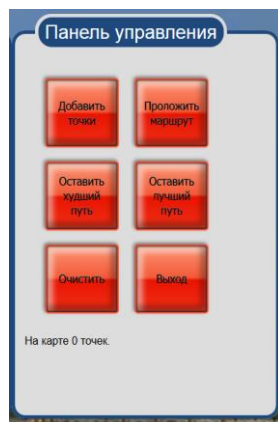 Панель управления
Добавить
точки
Проложить
маршрут
Оставить
худший
путь
Оставить
лучший
путь
Очистить
Выход
На карте 0 точек.